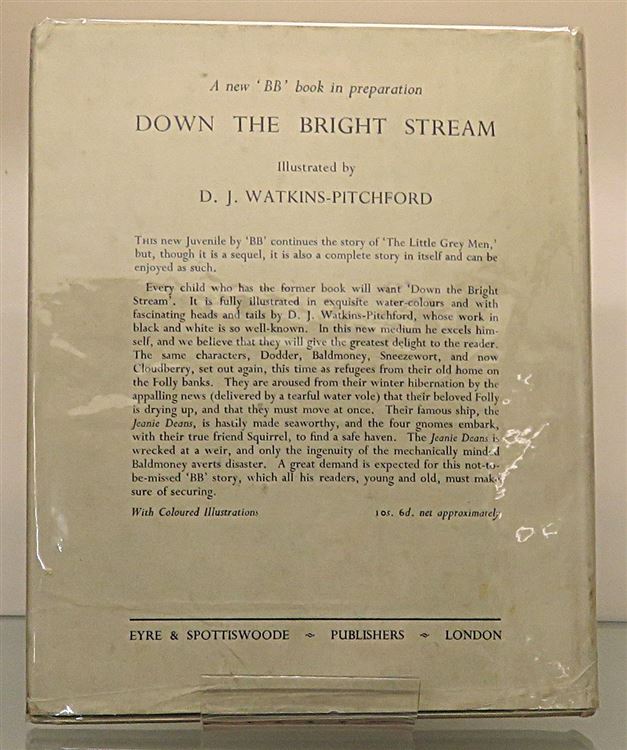 A new ‘BB’ book in preparation
DOWN THE BRIGHT STREAM
Illustrated by
D. J. WATKINS-PITCHFORD
THIS new Juvenile by ‘BB’ continues the story of ‘The Little Grey Men,’
but, though it is a sequel, it is also a complete story in itself and can be
enjoyed as such.
Every child who has the former book will want ‘Down the Bright
Stream’. It is fully illustrated in exquisite water-colours and with
fascinating heads and tails by D. J. Watkins-Pitchford, whose work in
black and white is so well-known. In this new medium he excels him-
self, and we believe that they will give the greatest delight to the reader.
The same characters, Dodder, Baldmoney, Sneezewort, and now
Cloudberry, set out again, this time as refugees from their old home on
the Folly banks. They are aroused from their winter hibernation by the
appalling news (delivered by a tearful water vole) that their beloved Folly
is drying up, and that they must move at once. Their famous ship, the
Jeanie Deans, is hastily made seaworthy, and the four gnomes embark,
with their true friend Squirrel, to find a safe haven. The Jeanie Deans is
wrecked at a weir, and only the ingenuity of the mechanically minded
Baldmoney averts disaster. A great demand is expected for this not-to-
be-missed ‘BB’ story, which all his readers, young and old, must make
sure of securing.
With Coloured Illustrations 10s. 6d. net approximately
EYRE & SPOTTISWOODE ~ PUBLISHERS ~ LONDON